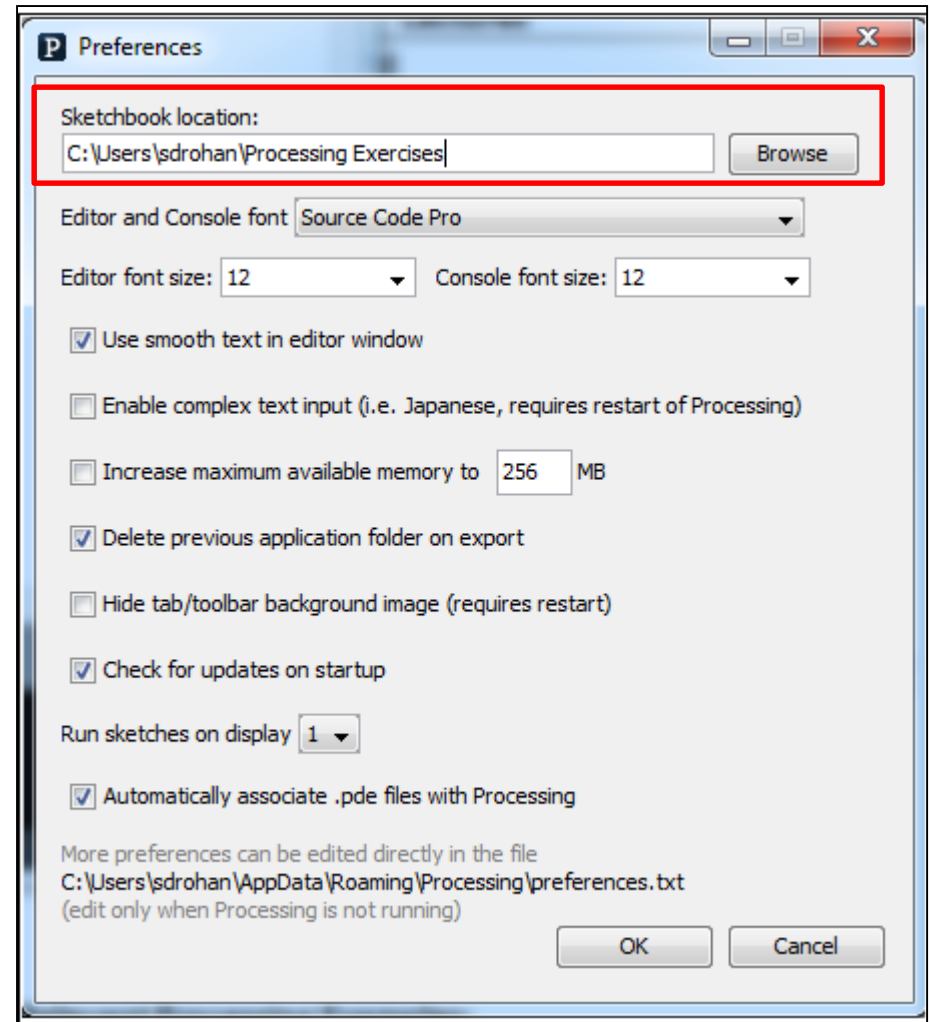 P Preferences
Sketchbook location:
C:\Users\sdrohan\Processing Exercises Browse
Editor and Console font Source Code Pro
Editor font size: 12 Console font size: 12
Use smooth text in editor window
Enable complex text input (i.e. Japanese, requires restart of Processing)
Increase maximum available memory to 256 MB
Delete previous application folder on export
Hide tab/toolbar background image (requires restart)
Check for updates on startup
Run sketches on display 1
Automatically associate .pde files with Processing
More preferences can be edited directly in the file
C:\Users\sdrohan\AppData\Roaming\Processing\preferences.txt
(edit only when Processing is not running)
OK Cancel